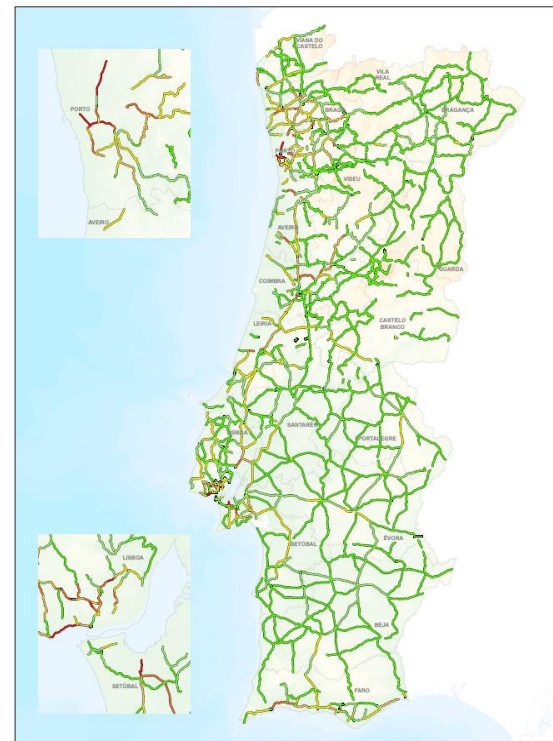 VIANA DO
CASTELO
VILA
REAL
BRAGA
BRAGANÇA
PORTO
VISEU
AVEIRO
GUARDA
COIMBRA
CASTELO
BRANCO
LEIRIA
SANTARÉM
PORTALEGRE
LISBOA
SETÚBAL
ÉVORA
BEJA
FARO
PORTO
AVEIRO
LISBOA
SETÚBAL